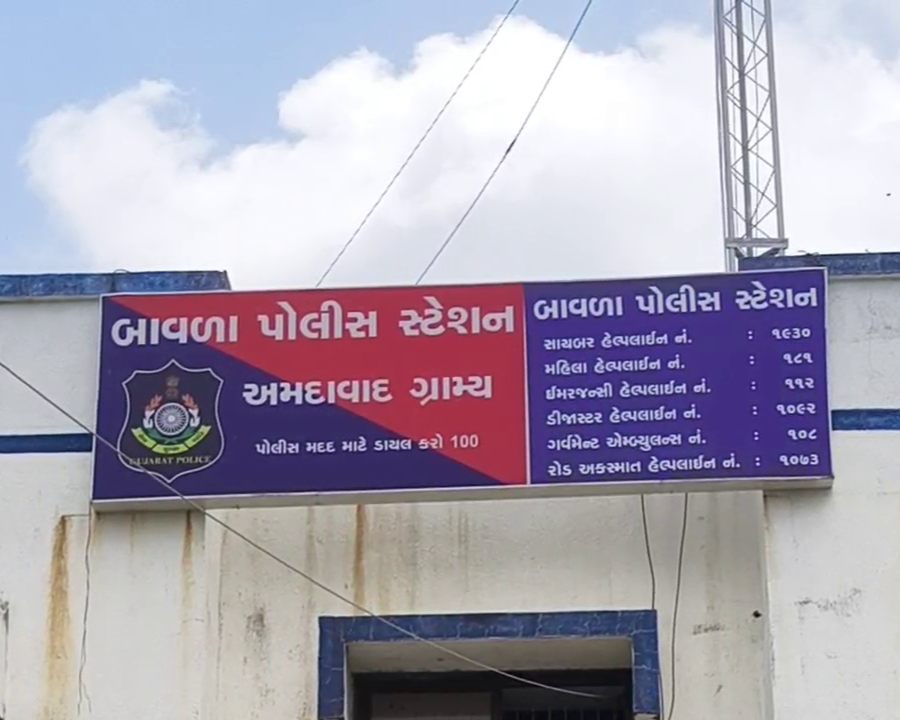 બાવળા પોલીસ સ્ટેશન
અમદાવાદ ગ્રામ્ય
પોલીસ મદદ માટે ડાયલ કરો 100
GUJARAT POLICE
બાવળા પોલીસ સ્ટેશન
સાયબર હેલ્પલાઈન નં. : ૧૯૩૦
મહિલા હેલ્પલાઈન નં. : ૧૮૧
ઈમરજન્સી હેલ્પલાઈન નં. : ૧૧૨
ડીજાસ્ટર હેલ્પલાઈન નં. : ૧૦૯૨
ગર્વમેન્ટ એમ્બ્યુલન્સ નં. : ૧૦૮
રોડ અકસ્માત હેલ્પલાઈન નં. : ૧૦૭૩